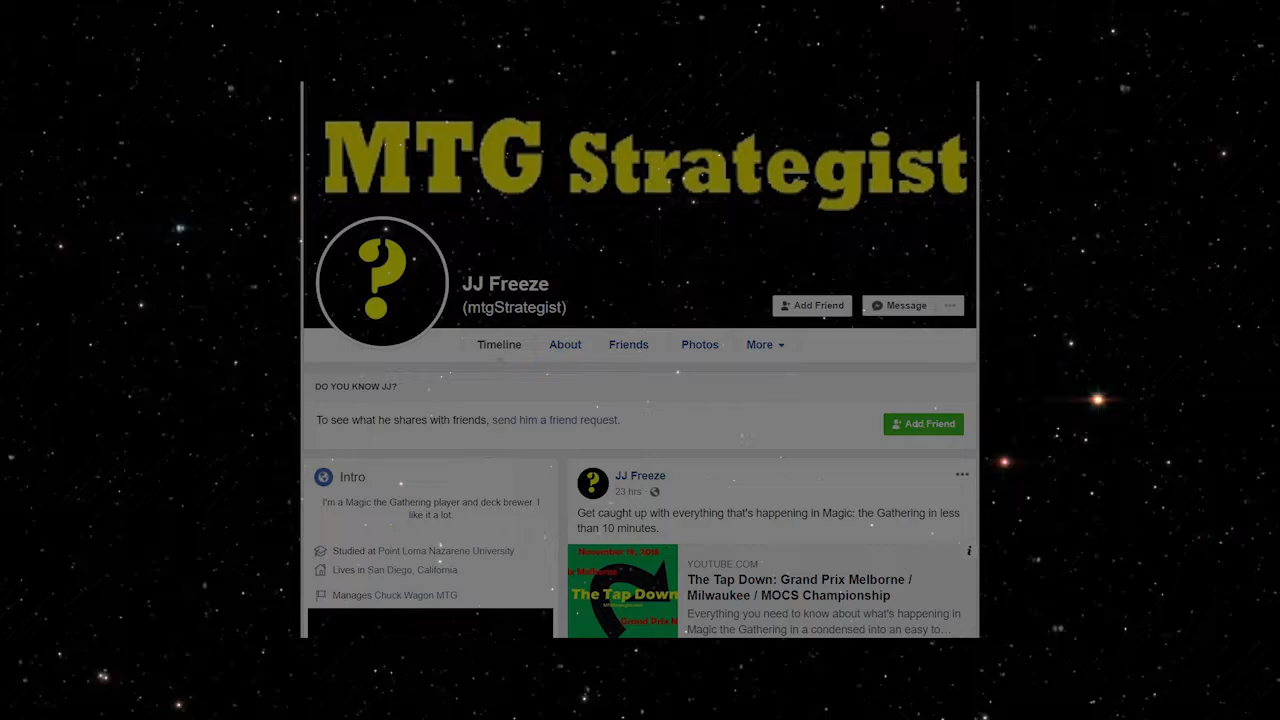 MTG Strategist
?
JJ Freeze
(mtgStrategist)
Add Friend
Message
Timeline
About
Friends
Photos
More
DO YOU KNOW JJ?
To see what he shares with friends, send him a friend request.
Add Friend
Intro
I'm a Magic the Gathering player and deck brewer. I
like it a lot.
Studied at Point Loma Nazarene University
Lives in San Diego, California
Manages Chuck Wagon MTG
?
JJ Freeze
23 hrs
Get caught up with everything that's happening in Magic: the Gathering in less
than 10 minutes.
November 19, 2018
The Tap Down
Grand Prix M
YOUTUBE.COM
The Tap Down: Grand Prix Melborne /
Milwaukee / MOCS Championship
Everything you need to know about what's happening in
Magic the Gathering in a condensed into an easy to…